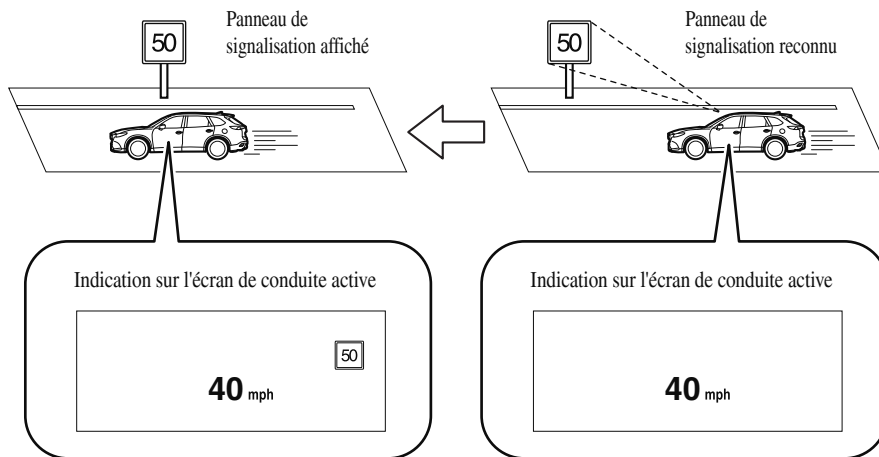 50
Panneau de
signalisation affiché
50
Panneau de
signalisation reconnu
Indication sur l'écran de conduite active
50
40 mph
Indication sur l'écran de conduite active
40 mph